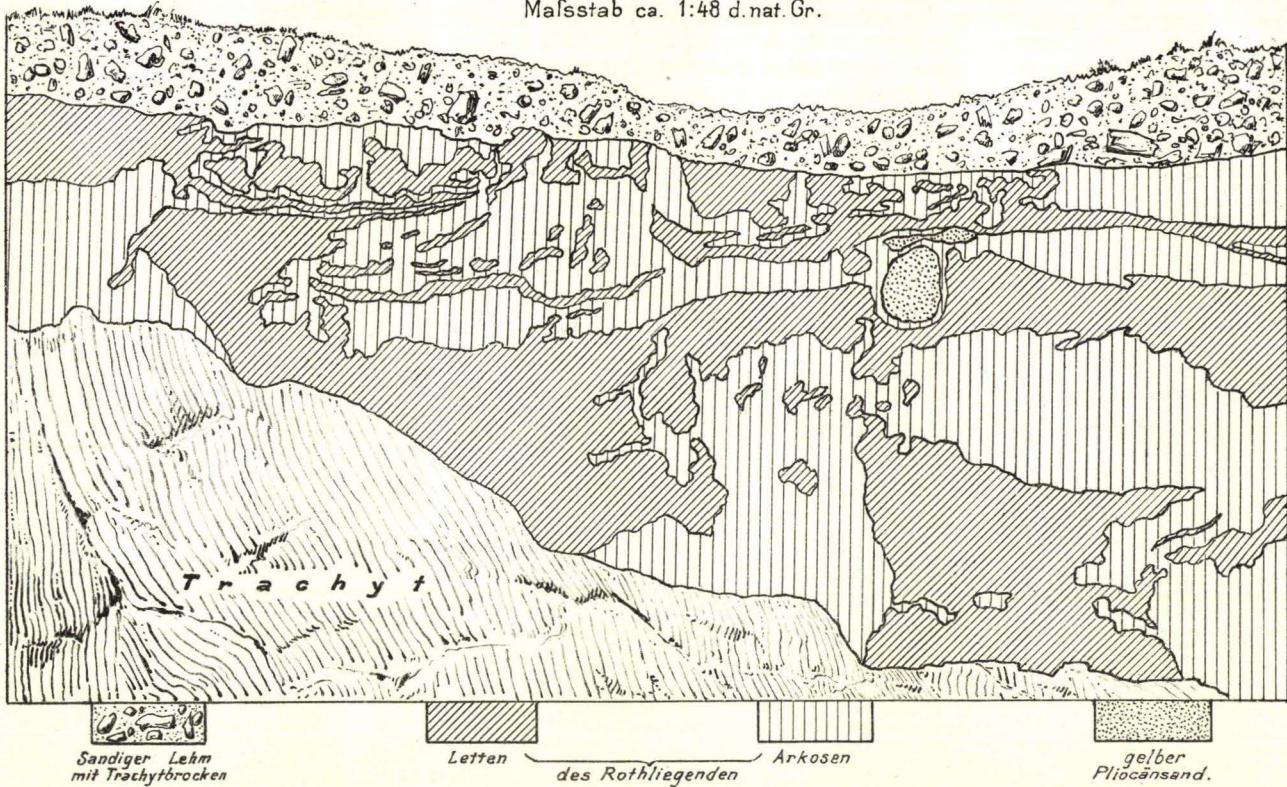 Maſsstab ca. 1:48 d. nat. Gr.
Trachyt
Sandiger Lehm
mit Trachytbrocken
Letten
des Rothliegenden
Arkosen
gelber
Pliocänsand.